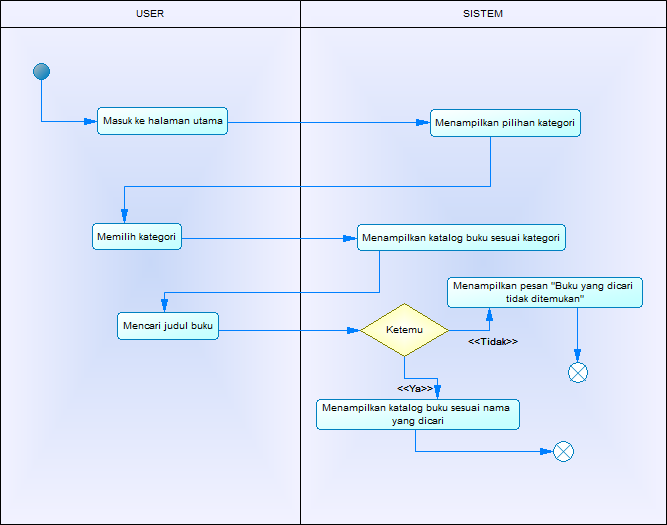 USER
SISTEM
Masuk ke halaman utama
Menampilkan pilihan kategori
Memilih kategori
Menampilkan katalog buku sesuai kategori
Menampilkan pesan "Buku yang dicari
tidak ditemukan"
Mencari judul buku
Ketemu
<<Tidak>>
<<Ya>>
Menampilkan katalog buku sesuai nama
yang dicari